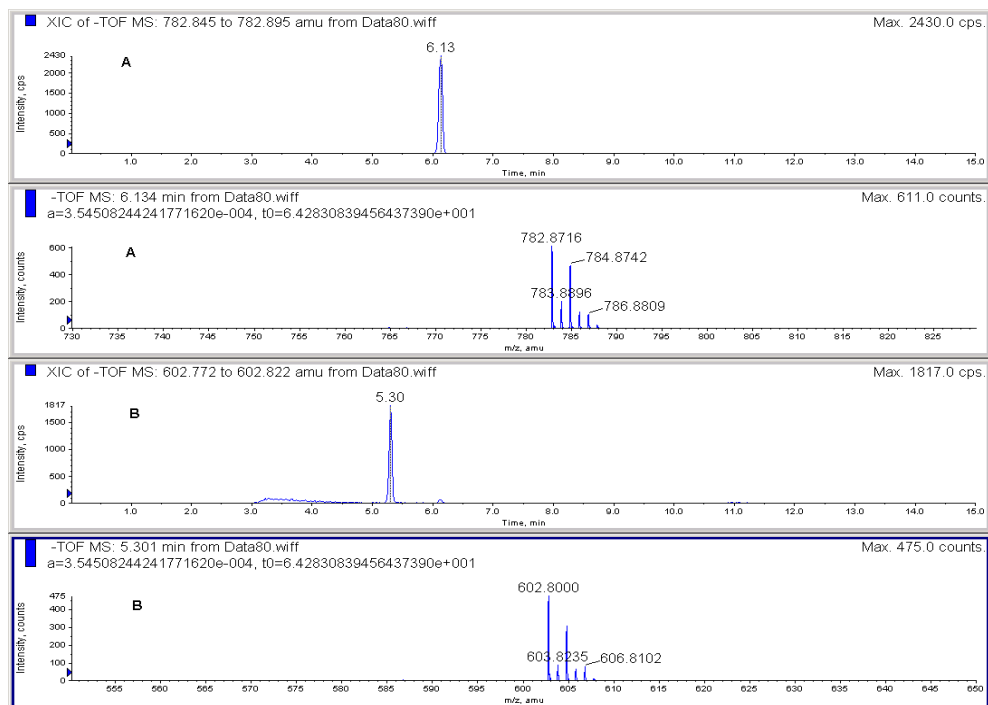 XIC of -TOF MS: 782.845 to 782.895 amu from Data80.wiff
Max. 2430.0 cps.
6.13
A
Intensity, cps
2430
2000
1500
1000
500
0
1.0 2.0 3.0 4.0 5.0 6.0 7.0 8.0 9.0 10.0 11.0 12.0 13.0 14.0 15.0
Time, min
-TOF MS: 6.134 min from Data80.wiff
Max. 611.0 counts.
a=3.54508244241771620e-004, t0=6.42830839456437390e+001
782.8716
A
784.8742
783.8896
786.8809
Intensity, counts
600
400
200
0
730 735 740 745 750 755 760 765 770 775 780 785 790 795 800 805 810 815 820 825
m/z, amu
XIC of -TOF MS: 602.772 to 602.822 amu from Data80.wiff
Max. 1817.0 cps.
5.30
B
Intensity, cps
1817
1500
1000
500
0
1.0 2.0 3.0 4.0 5.0 6.0 7.0 8.0 9.0 10.0 11.0 12.0 13.0 14.0 15.0
Time, min
-TOF MS: 5.301 min from Data80.wiff
Max. 475.0 counts.
a=3.54508244241771620e-004, t0=6.42830839456437390e+001
602.8000
B
603.8235
606.8102
Intensity, counts
475
400
300
200
100
0
555 560 565 570 575 580 585 590 595 600 605 610 615 620 625 630 635 640 645 650
m/z, amu